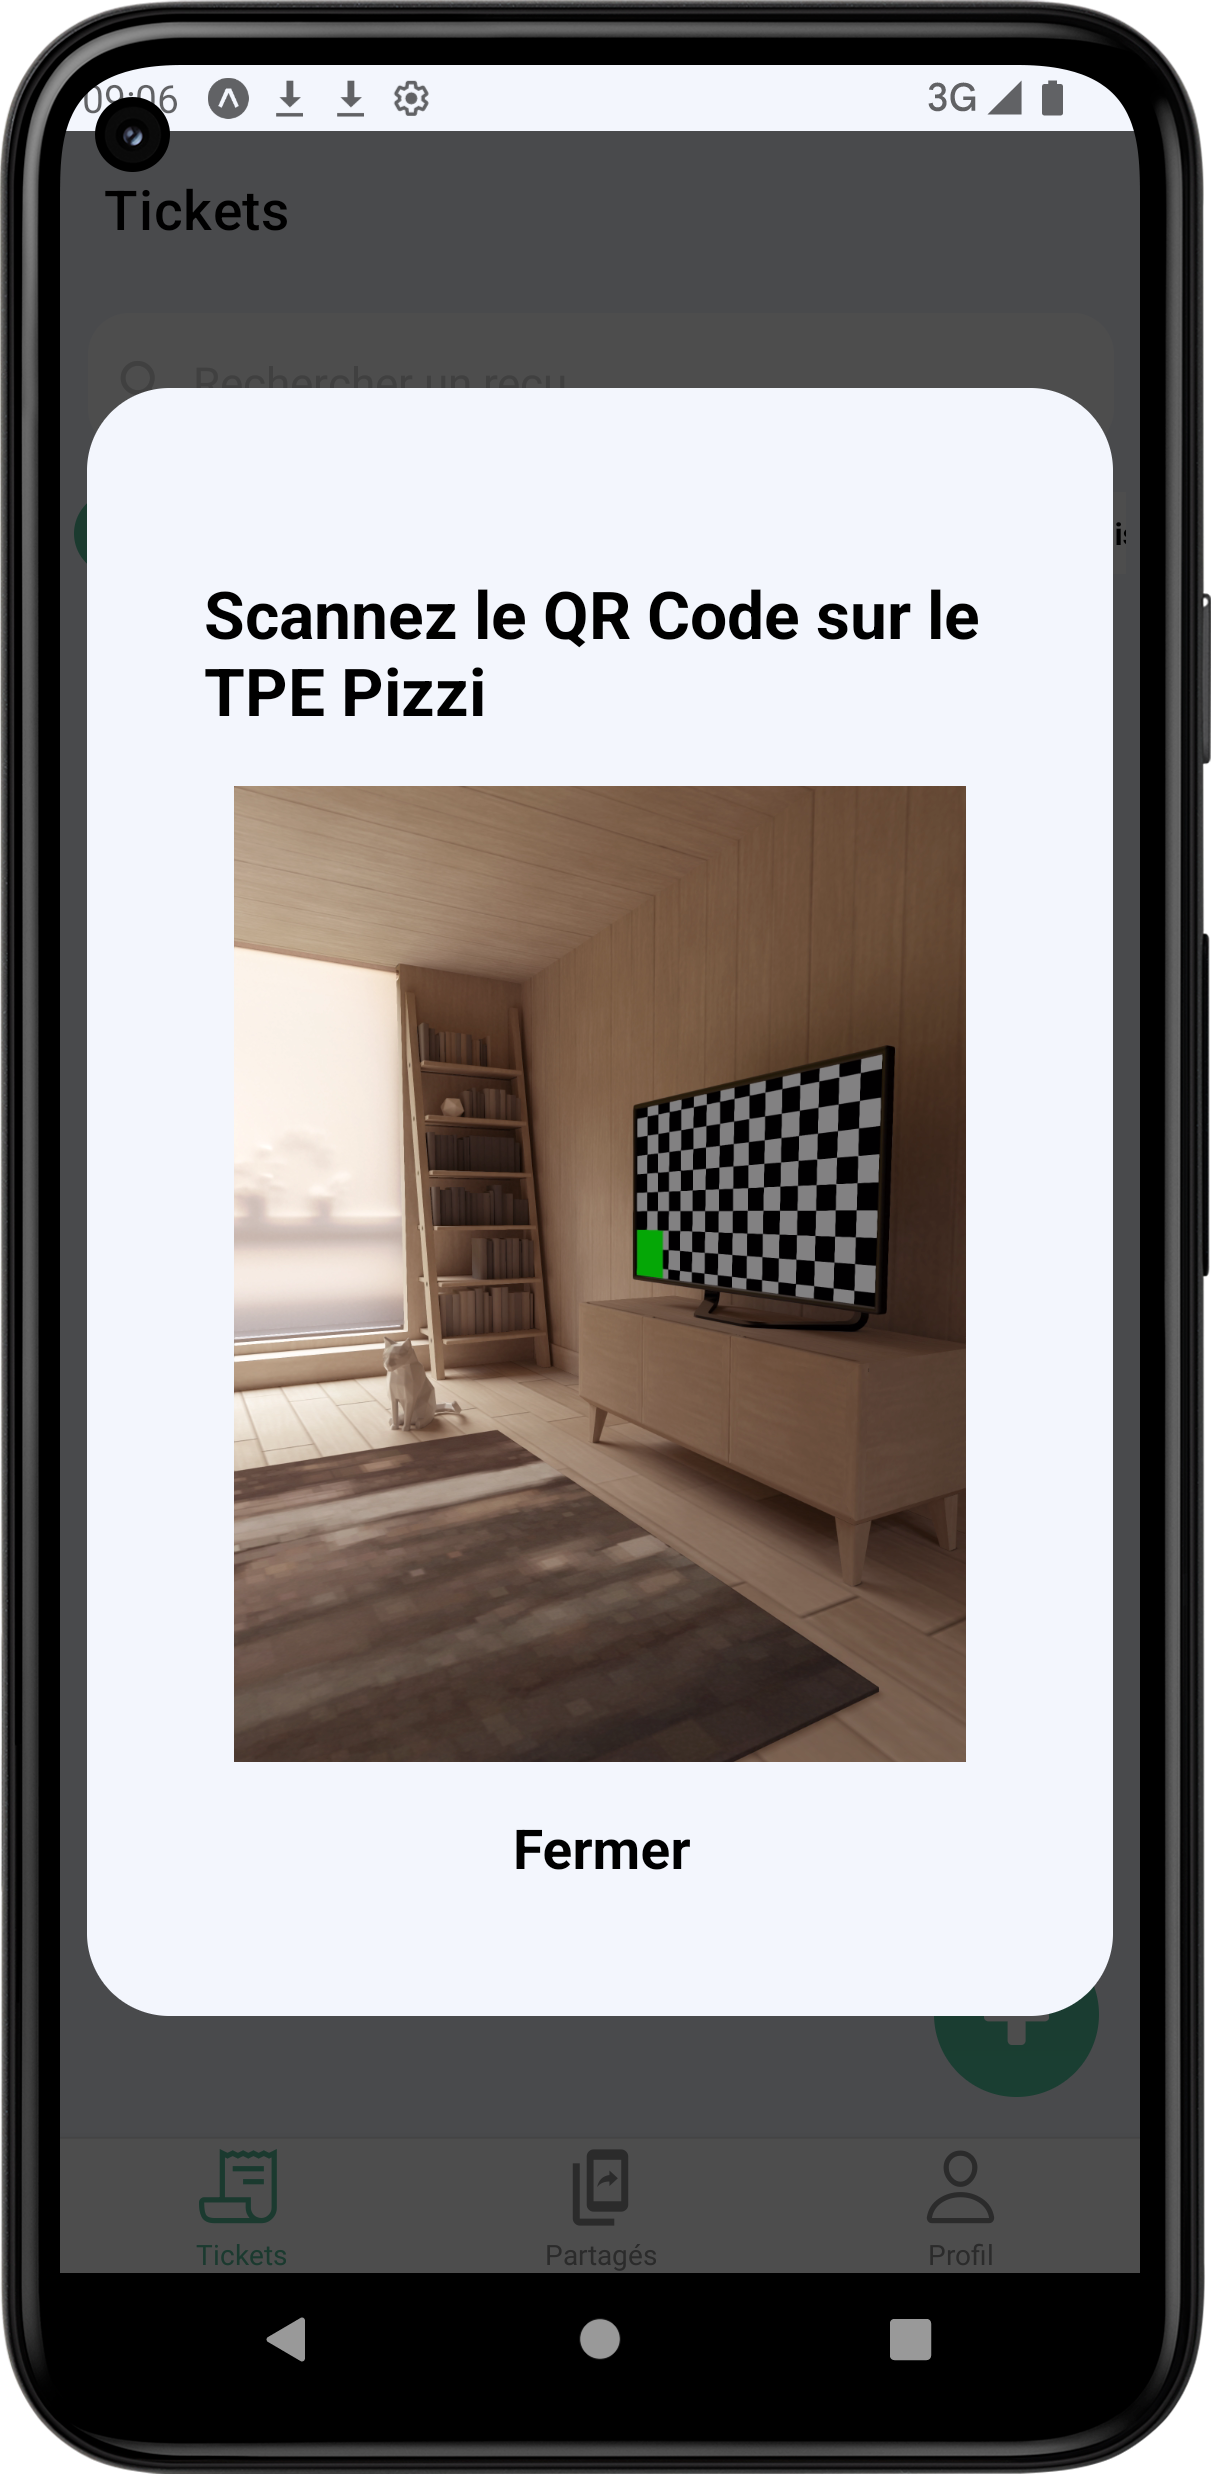 09:06
3G
Tickets
Rechercher un reçu
Scannez le QR Code sur le
TPE Pizzi
Fermer
Tickets
Partagés
Profil